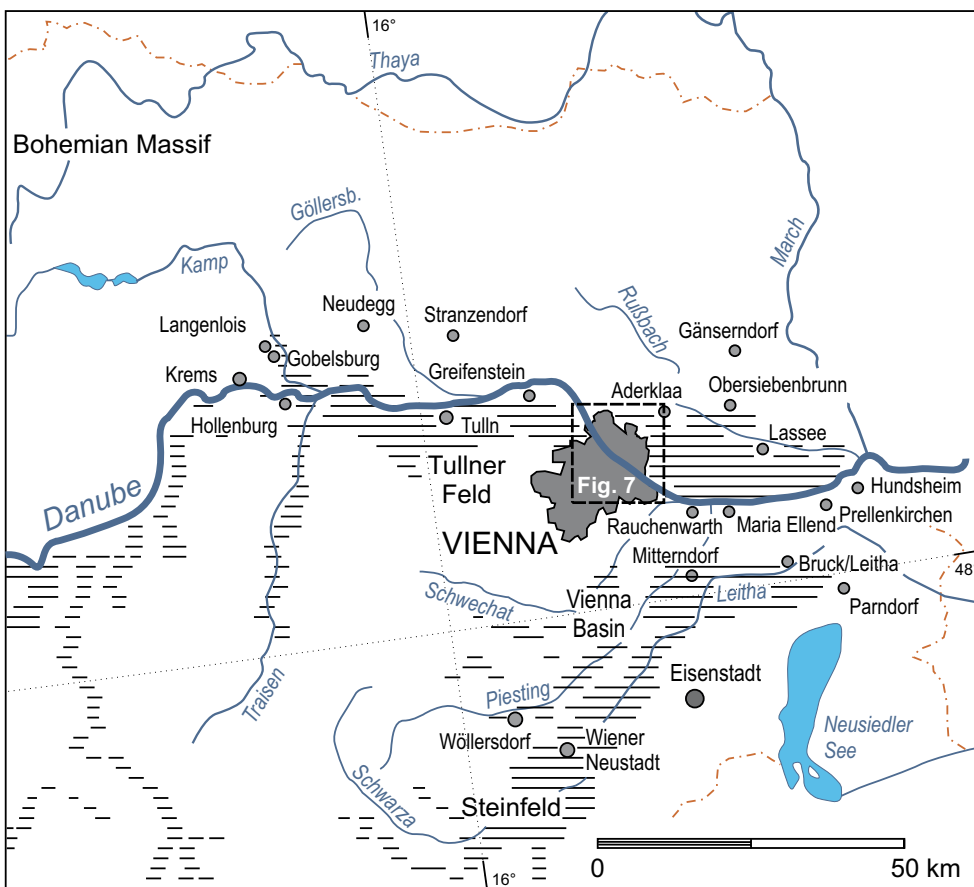 16°
Thaya
Bohemian Massif
Göllersb.
March
Kamp
Rußbach
Neudegg
Stranzendorf
Langenlois
Gänserndorf
Gobelsburg
Greifenstein
Krems
Aderklaa
Obersiebenbrunn
Hollenburg
Tulln
Lassee
Tullner
Feld
Fig. 7
Danube
Hundsheim
Prellenkirchen
Rauchenwarth
Maria Ellend
VIENNA
Mitterndorf
Bruck/Leitha
48
Schwechat
Leitha
Vienna
Basin
Parndorf
Traisen
Eisenstadt
Piesting
Neusiedler
See
Wöllersdorf
Wiener
Neustadt
Schwarza
Steinfeld
0
50 km
16°